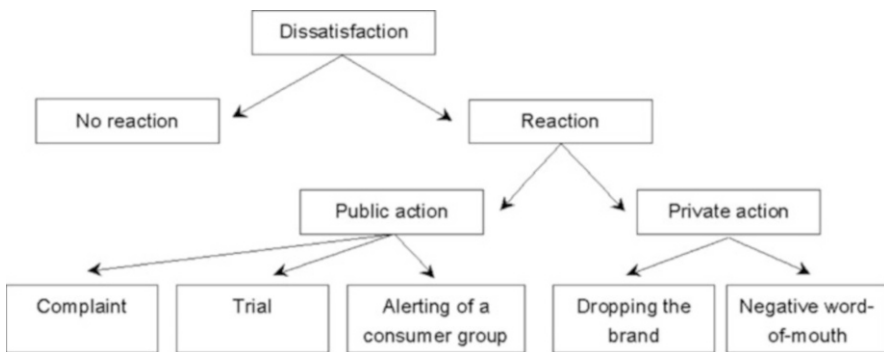 Dissatisfaction
No reaction
Reaction
Public action
Private action
Complaint
Trial
Alerting of a
consumer group
Dropping the
brand
Negative word-
of-mouth